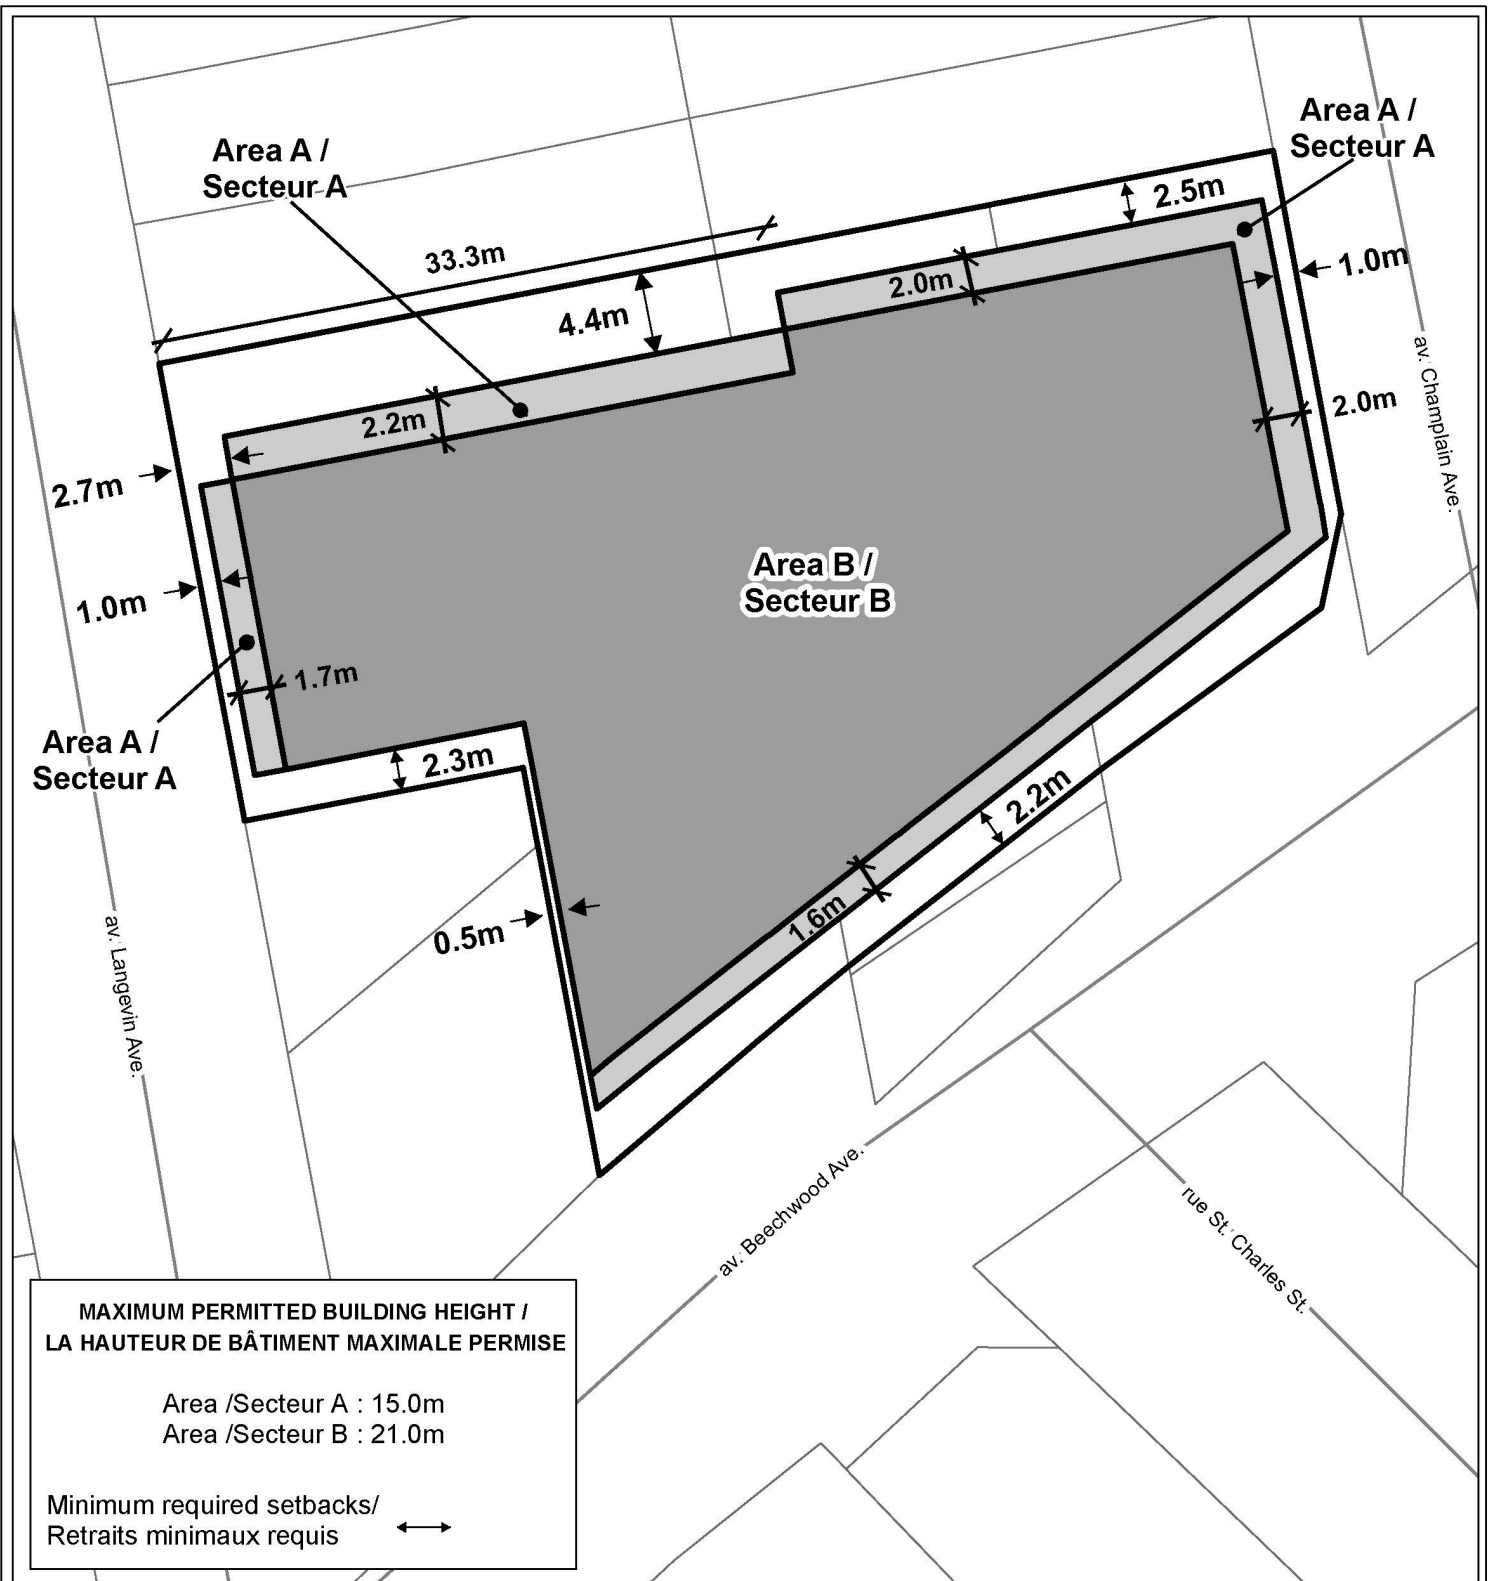 Area A /
Secteur A
Area A /
Secteur A
2.5m
33.3m
1.0m
2.0m
4.4m
av. Champlain Ave.
2.0m
2.2m
2.7m
Area B /
Secteur B
1.0m
1.7m
Area A /
Secteur A
2.3m
2.2m
1.6m
0.5m
av. Langevin Ave.
av. Beechwood Ave.
rue St. Charles St.
MAXIMUM PERMITTED BUILDING HEIGHT /
LA HAUTEUR DE BÂTIMENT MAXIMALE PERMISE
Area /Secteur A : 15.0m
Area /Secteur B : 21.0m
Minimum required setbacks/
Retraits minimaux requis